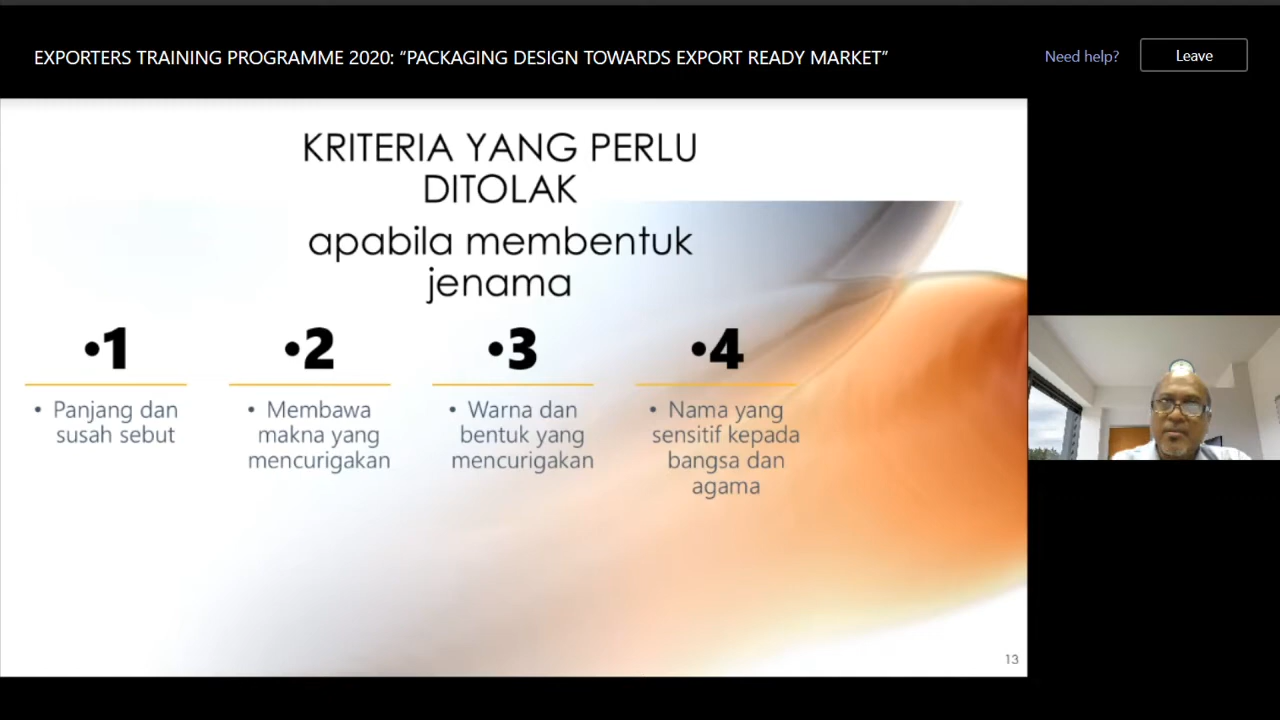 EXPORTERS TRAINING PROGRAMME 2020: “PACKAGING DESIGN TOWARDS EXPORT READY MARKET”
Need help?
Leave
KRITERIA YANG PERLU
DITOLAK
apabila membentuk
jenama
•1
• Panjang dan
susah sebut
•2
• Membawa
makna yang
mencurigakan
•3
• Warna dan
bentuk yang
mencurigakan
•4
• Nama yang
sensitif kepada
bangsa dan
agama
13